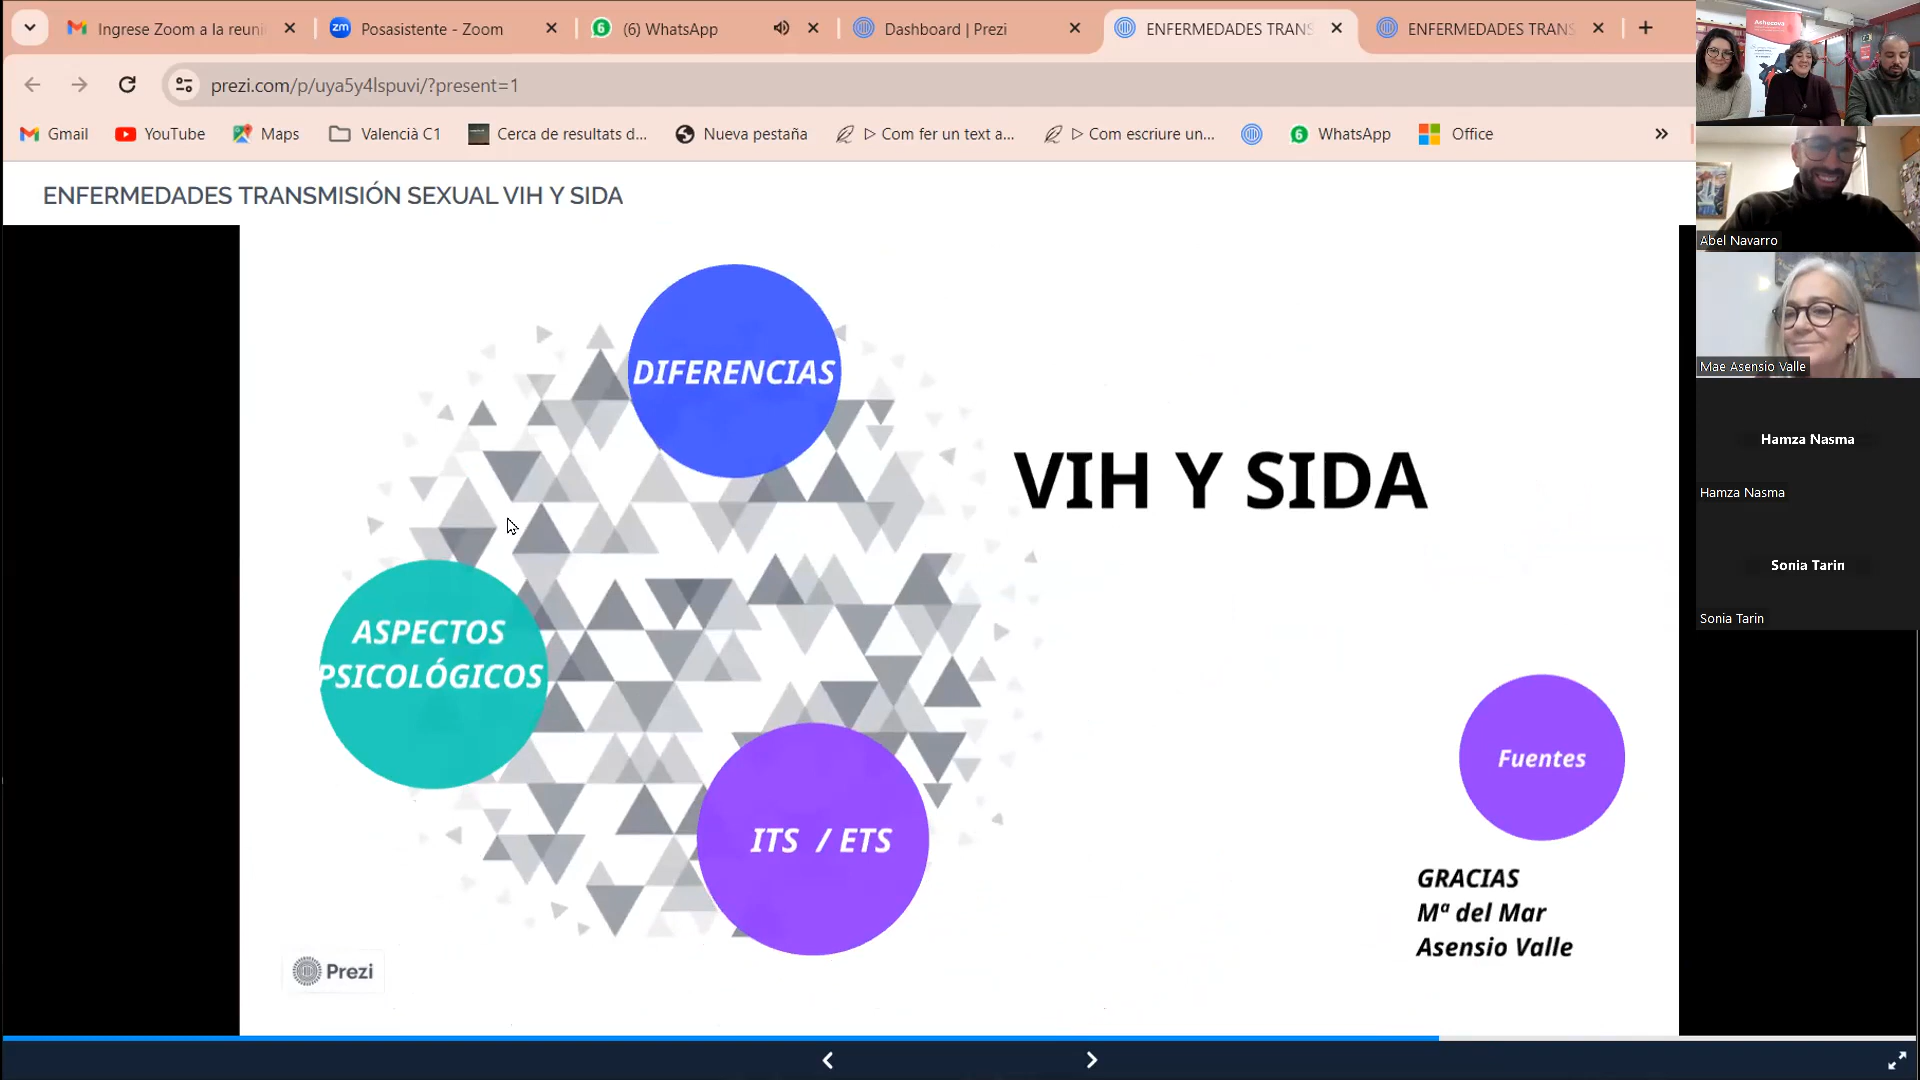 Ingrese Zoom a la reuni
Posasistente - Zoom
(6) WhatsApp
Dashboard | Prezi
ENFERMEDADES TRANS
ENFERMEDADES TRANS
prezi.com/p/uya5y4lspuvi/?present=1
Gmail
YouTube
Maps
Valencià C1
Cerca de resultats d...
Nueva pestaña
▷ Com fer un text a...
▷ Com escriure un...
WhatsApp
Office
ENFERMEDADES TRANSMISIÓN SEXUAL VIH Y SIDA
DIFERENCIAS
VIH Y SIDA
ASPECTOS
PSICOLÓGICOS
ITS / ETS
Fuentes
GRACIAS
Mª del Mar
Asensio Valle
Prezi
Abel Navarro
Mae Asensio Valle
Hamza Nasma
Hamza Nasma
Sonia Tarin
Sonia Tarin